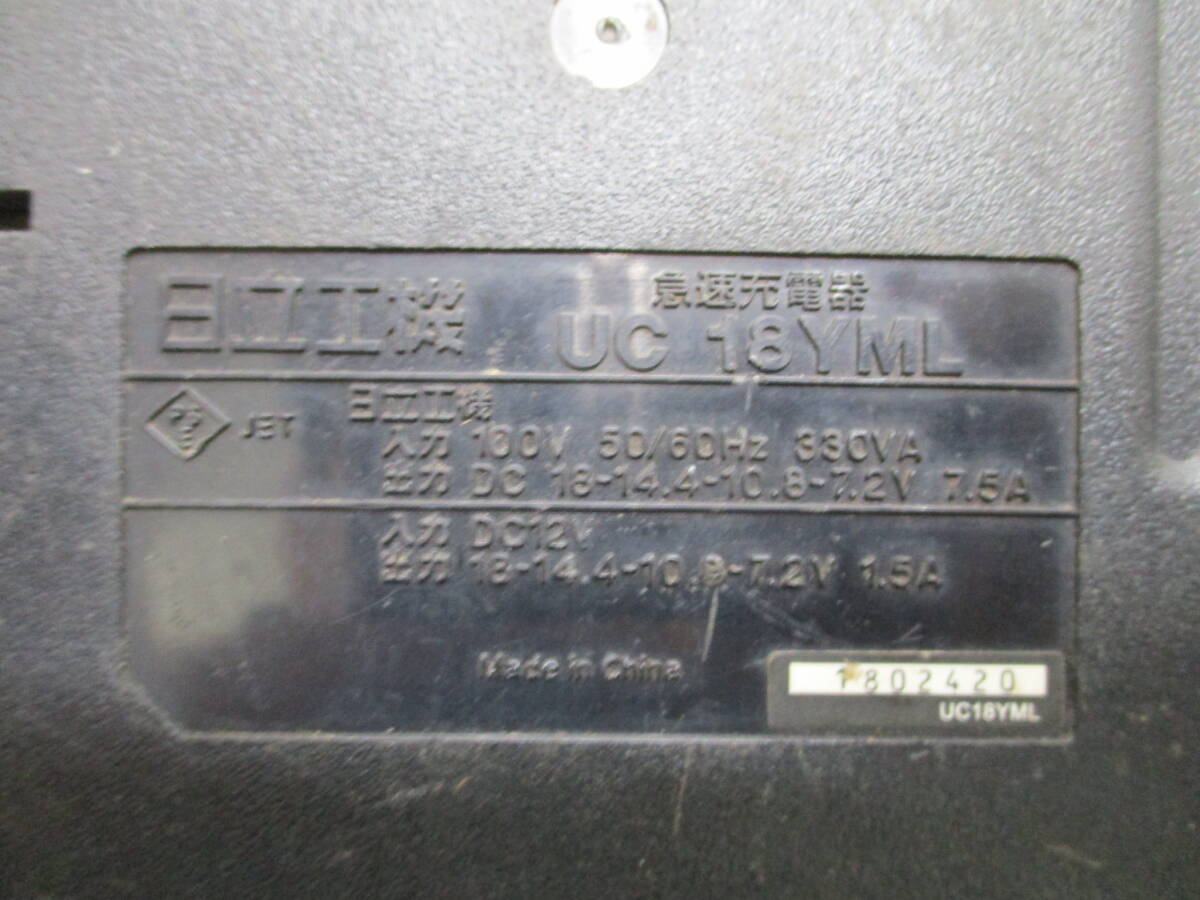 日立工機
急速充電器
UC 18YML
PSE JET
日立工機
入力 100V 50/60Hz 330VA
出力 DC 18-14.4-10.8-7.2V 7.5A
入力 DC12V
出力 18-14.4-10.8-7.2V 1.5A
Made in China
1802420
UC18YML